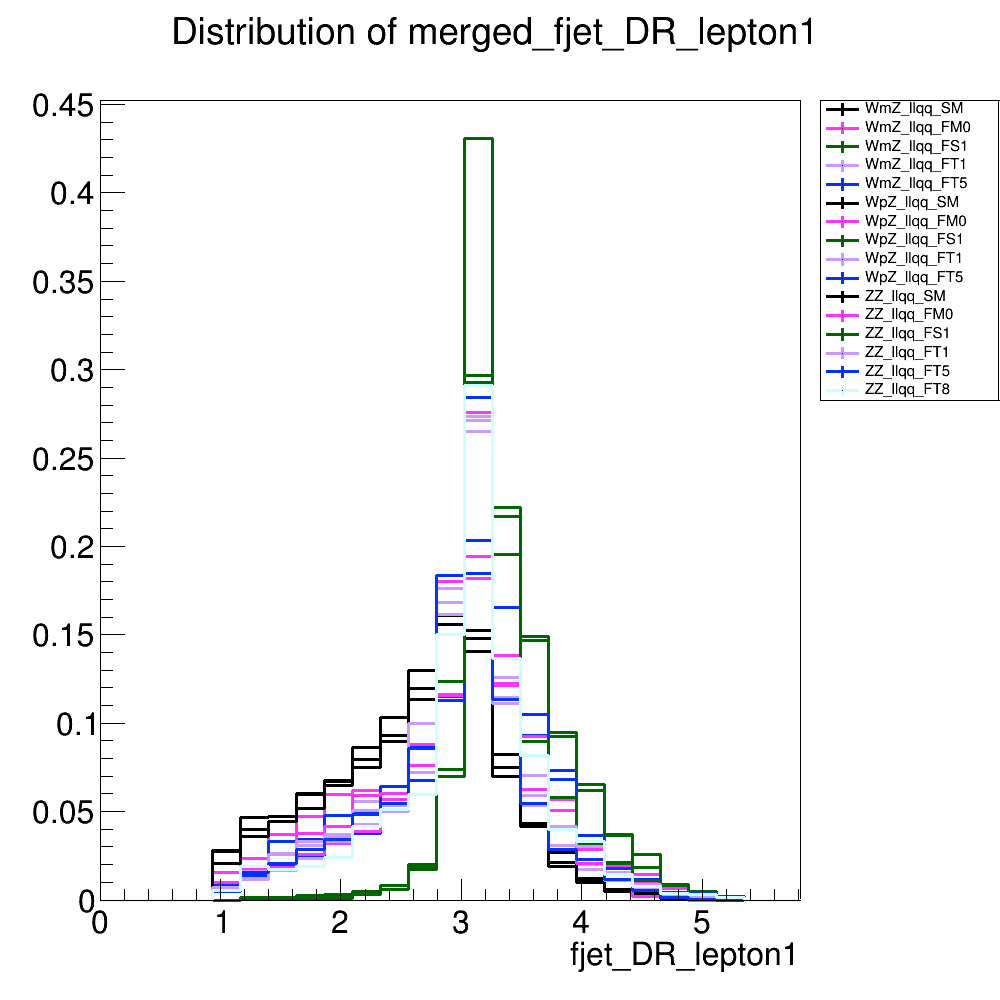 Distribution of merged_fjet_DR_lepton1
0.45
0.4
0.35
0.3
0.25
0.2
0.15
0.1
0.05
0
0 1 2 3 4 5
fjet_DR_lepton1
WmZ_llqq_SM
WmZ_llqq_FM0
WmZ_llqq_FS1
WmZ_llqq_FT1
WmZ_llqq_FT5
WpZ_llqq_SM
WpZ_llqq_FM0
WpZ_llqq_FS1
WpZ_llqq_FT1
WpZ_llqq_FT5
ZZ_llqq_SM
ZZ_llqq_FM0
ZZ_llqq_FS1
ZZ_llqq_FT1
ZZ_llqq_FT5
ZZ_llqq_FT8